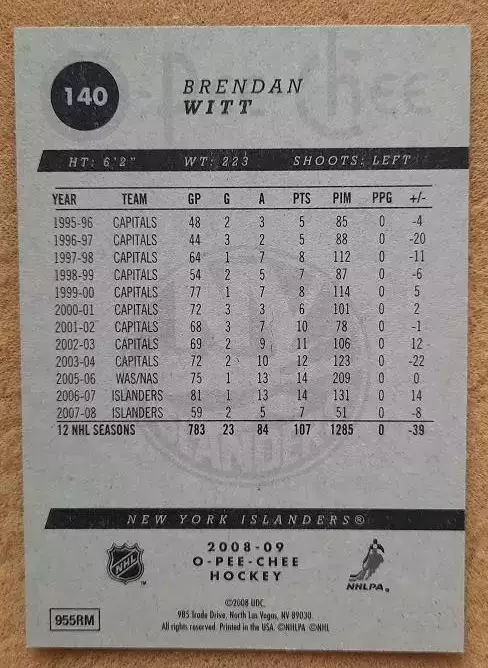 140
BRENDAN
WITT
HT: 6'2" WT: 223 SHOOTS: LEFT
YEAR TEAM GP G A PTS PIM PPG +/-
1995-96 CAPITALS 48 2 3 5 85 0 -4
1996-97 CAPITALS 44 3 2 5 88 0 -20
1997-98 CAPITALS 64 1 7 8 112 0 -11
1998-99 CAPITALS 54 2 5 7 87 0 -6
1999-00 CAPITALS 77 1 7 8 114 0 5
2000-01 CAPITALS 72 3 3 6 101 0 2
2001-02 CAPITALS 68 3 7 10 78 0 -1
2002-03 CAPITALS 69 2 9 11 106 0 12
2003-04 CAPITALS 72 2 10 12 123 0 -22
2005-06 WAS/NAS 75 1 13 14 209 0 0
2006-07 ISLANDERS 81 1 13 14 131 0 14
2007-08 ISLANDERS 59 2 5 7 51 0 -8
12 NHL SEASONS 783 23 84 107 1285 0 -39
NEW YORK ISLANDERS®
NHL
TM
2008-09
O-PEE-CHEE
HOCKEY
NHLPA®
©2008 UDC.
985 Trade Drive, North Las Vegas, NV 89030.
All rights reserved. Printed in the USA. ©NHLPA ©NHL
955RM